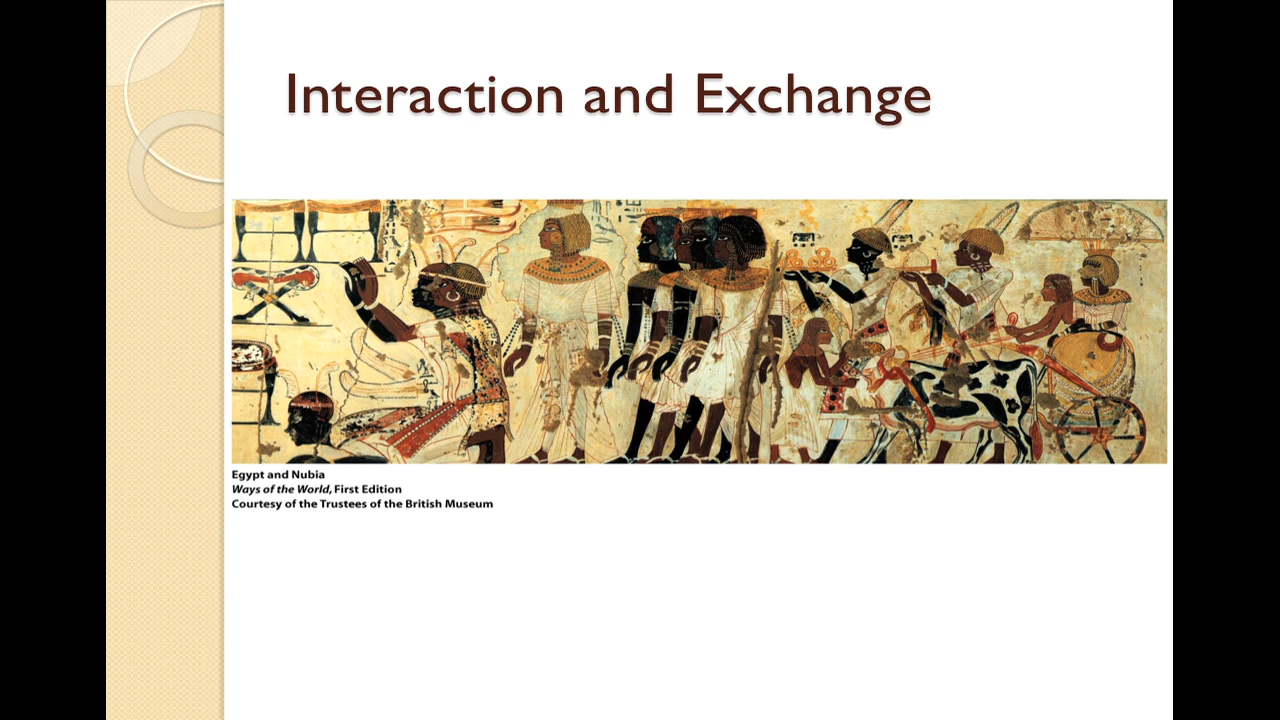 Interaction and Exchange
Egypt and Nubia
Ways of the World, First Edition
Courtesy of the Trustees of the British Museum